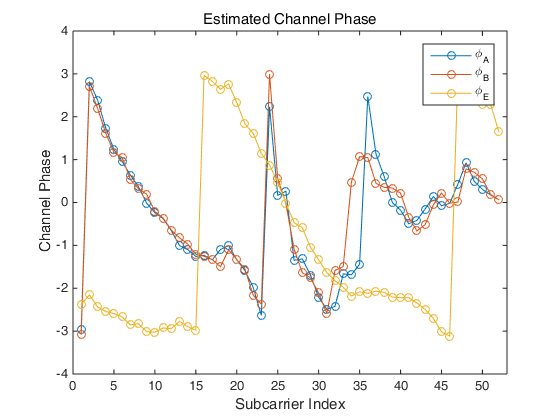 Estimated Channel Phase
4
3
2
1
0
-1
-2
-3
-4
Channel Phase
ϕA
ϕB
ϕE
0 5 10 15 20 25 30 35 40 45 50
Subcarrier Index